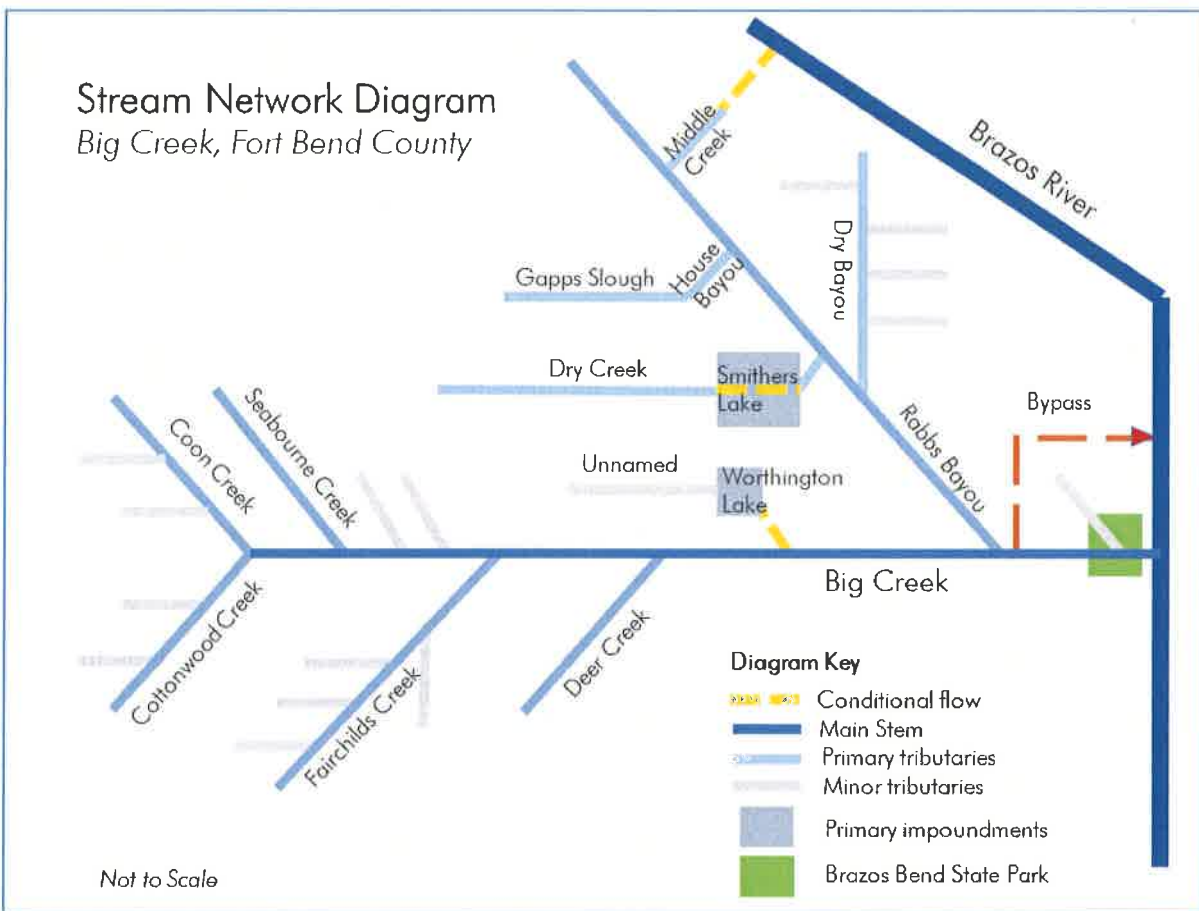 Stream Network Diagram
Big Creek, Fort Bend County
Middle
Creek
Brazos River
Dry Bayou
House
Bayou
Gapps Slough
Dry Creek
Smithers
Lake
Rabbs Bayou
Bypass
Coon Creek
Seabourne Creek
Unnamed
Worthington
Lake
Big Creek
Cottonwood Creek
Fairchilds Creek
Deer Creek
Diagram Key
Conditional flow
Main Stem
Primary tributaries
Minor tributaries
Primary impoundments
Brazos Bend State Park
Not to Scale